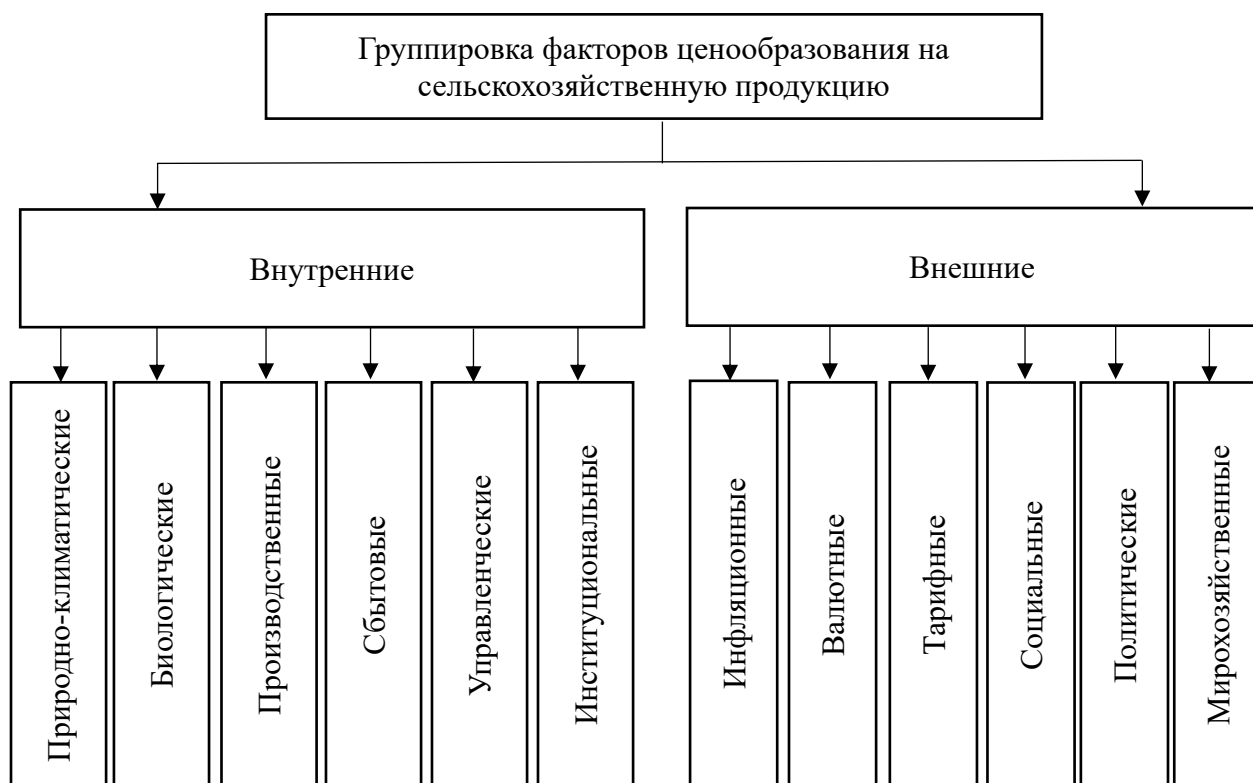 Группировка факторов ценообразования на
сельскохозяйственную продукцию
Внутренние
Внешние
Природно-климатические
Биологические
Производственные
Сбытовые
Управленческие
Институциональные
Инфляционные
Валютные
Тарифные
Социальные
Политические
Мирохозяйственные